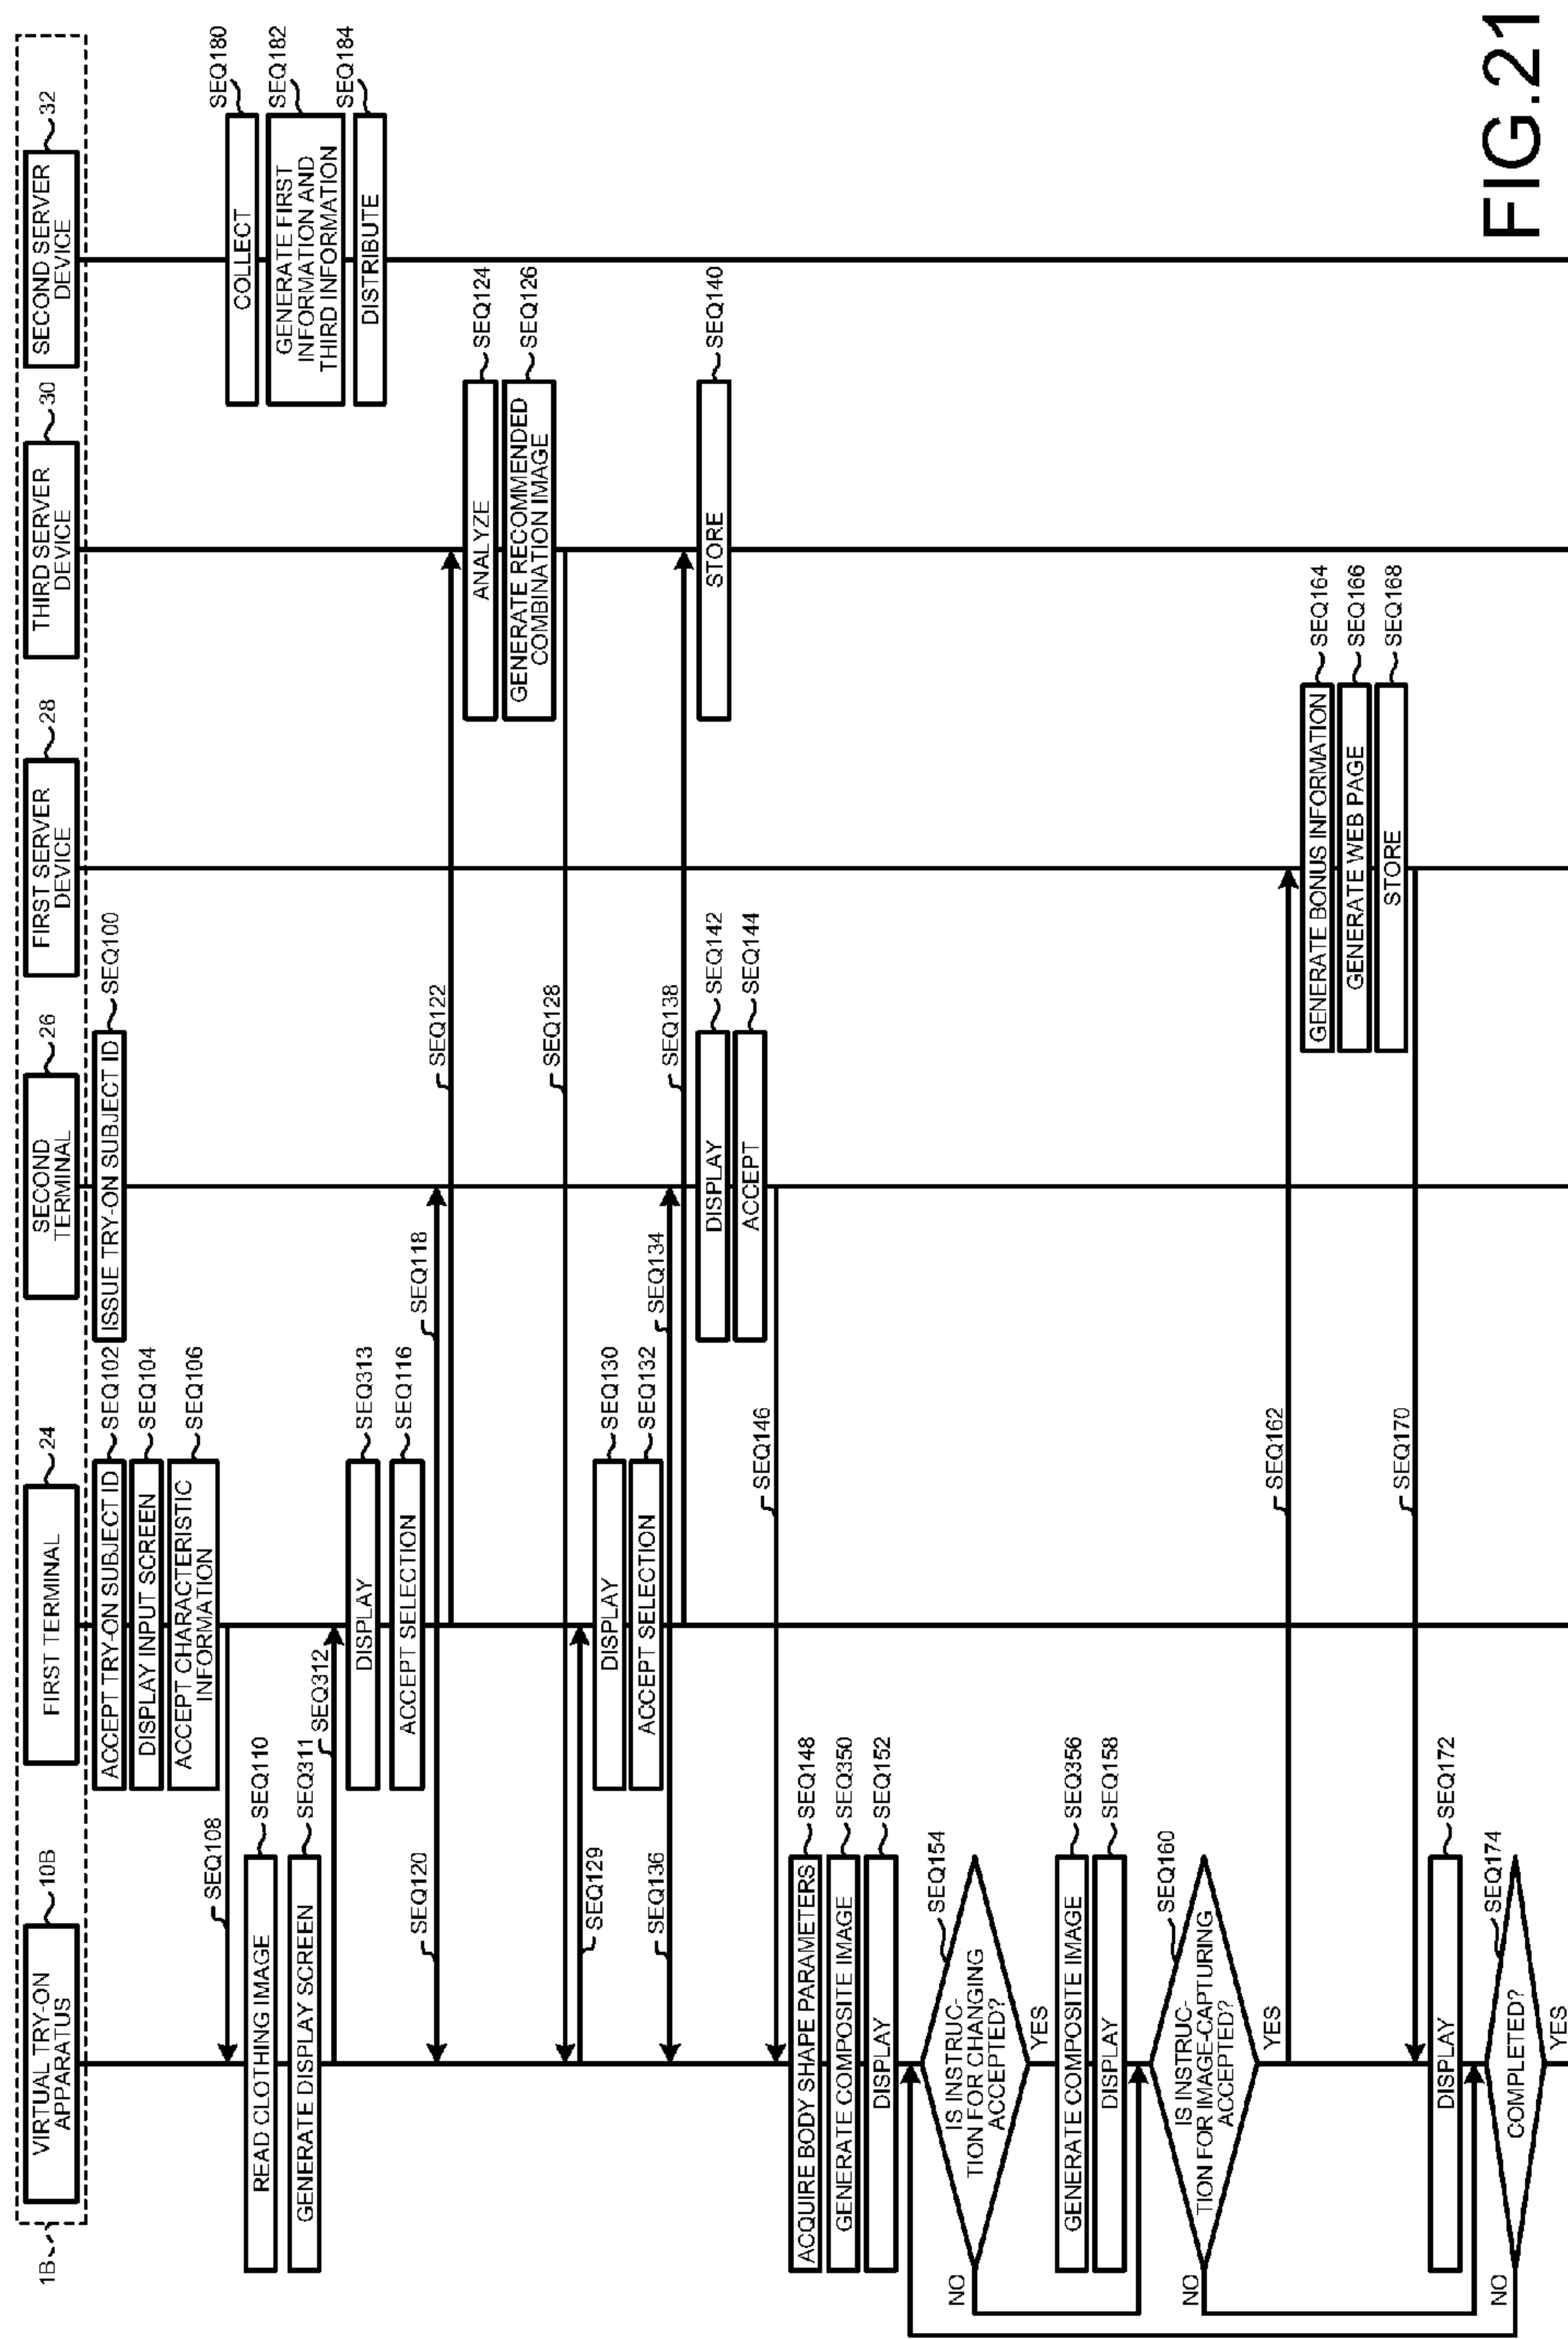 1B
VIRTUAL TRY-ON
APPARATUS
10B
FIRST TERMINAL
24
SECOND
TERMINAL
26
FIRST SERVER
DEVICE
28
THIRD SERVER
DEVICE
30
SECOND SERVER
DEVICE
32
ISSUE TRY-ON SUBJECT ID
SEQ100
ACCEPT TRY-ON SUBJECT ID
SEQ102
DISPLAY INPUT SCREEN
SEQ104
ACCEPT CHARACTERISTIC
INFORMATION
SEQ106
COLLECT
SEQ180
GENERATE FIRST
INFORMATION AND
THIRD INFORMATION
SEQ182
DISTRIBUTE
SEQ184
SEQ108
READ CLOTHING IMAGE
SEQ110
GENERATE DISPLAY SCREEN
SEQ311
SEQ312
DISPLAY
SEQ313
ACCEPT SELECTION
SEQ116
SEQ120
SEQ118
SEQ122
ANALYZE
SEQ124
GENERATE RECOMMENDED
COMBINATION IMAGE
SEQ126
SEQ128
SEQ129
DISPLAY
SEQ130
ACCEPT SELECTION
SEQ132
SEQ136
SEQ134
SEQ138
STORE
SEQ140
DISPLAY
SEQ142
ACCEPT
SEQ144
SEQ146
ACQUIRE BODY SHAPE PARAMETERS
SEQ148
GENERATE COMPOSITE IMAGE
SEQ350
DISPLAY
SEQ152
IS INSTRUC-
TION FOR CHANGING
ACCEPTED?
SEQ154
NO
YES
GENERATE COMPOSITE IMAGE
SEQ356
DISPLAY
SEQ158
IS INSTRUC-
TION FOR IMAGE-CAPTURING
ACCEPTED?
SEQ160
NO
YES
SEQ162
GENERATE BONUS INFORMATION
SEQ164
GENERATE WEB PAGE
SEQ166
STORE
SEQ168
SEQ170
DISPLAY
SEQ172
COMPLETED?
SEQ174
NO
YES
FIG.21